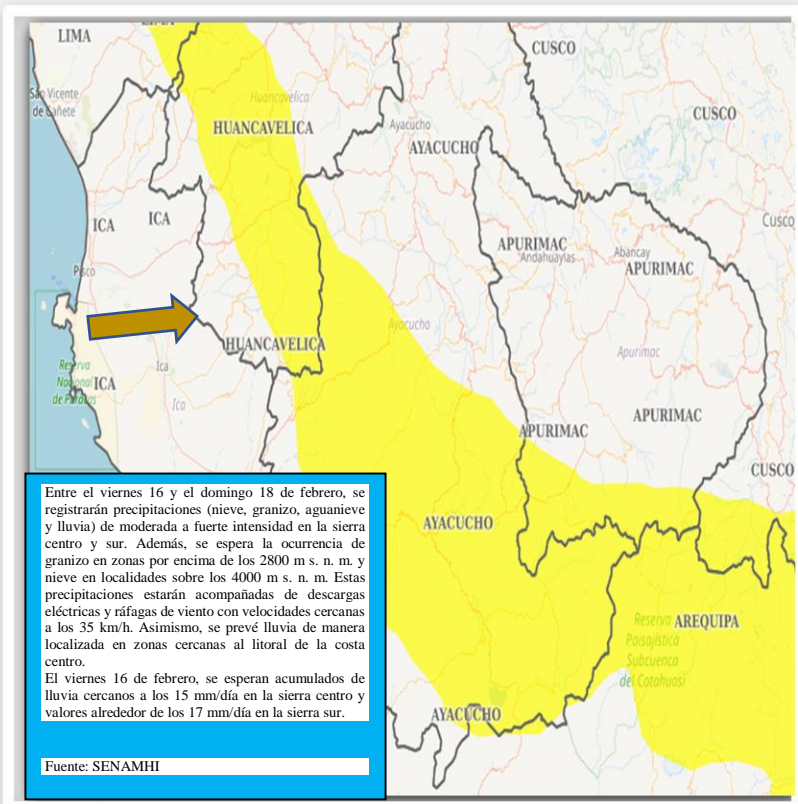 LIMA
LIMA
CUSCO
San Vicente
de Cañete
Huancavelica
HUANCAVELICA
CUSCO
Ayacucho
AYACUCHO
ICA
ICA
Cusco
APURIMAC
Andahuaylas
Abancay
APURIMAC
Pisco
Ayacucho
HUANCAVELICA
Apurimac
Ica
Reserva
Nacional
de Paracas
ICA
Ica
APURIMAC
APURIMAC
CUSCO
Entre el viernes 16 y el domingo 18 de febrero, se
registrarán precipitaciones (nieve, granizo, aguanieve
y lluvia) de moderada a fuerte intensidad en la sierra
centro y sur. Además, se espera la ocurrencia de
granizo en zonas por encima de los 2800 m s. n. m. y
nieve en localidades sobre los 4000 m s. n. m. Estas
precipitaciones estarán acompañadas de descargas
eléctricas y ráfagas de viento con velocidades cercanas
a los 35 km/h. Asimismo, se prevé lluvia de manera
localizada en zonas cercanas al litoral de la costa
centro.
El viernes 16 de febrero, se esperan acumulados de
lluvia cercanos a los 15 mm/día en la sierra centro y
valores alrededor de los 17 mm/día en la sierra sur.
Fuente: SENAMHI
AYACUCHO
Reserva
Paisajística
Subcuenca
del Cotahuasi
AREQUIPA
AYACUCHO